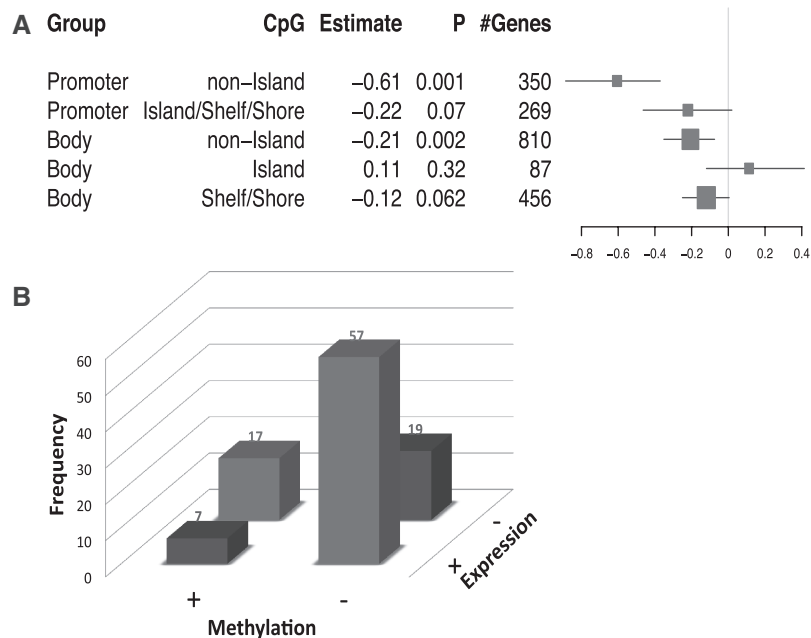 A
Group CpG Estimate P #Genes
Promoter non–Island –0.61 0.001 350
Promoter Island/Shelf/Shore –0.22 0.07 269
Body non–Island –0.21 0.002 810
Body Island 0.11 0.32 87
Body Shelf/Shore –0.12 0.062 456
–0.8 –0.6 –0.4 –0.2 0 0.2 0.4
B
Frequency
60
50
40
30
20
10
0
57
17
19
7
+ -
Methylation
+ -
Expression